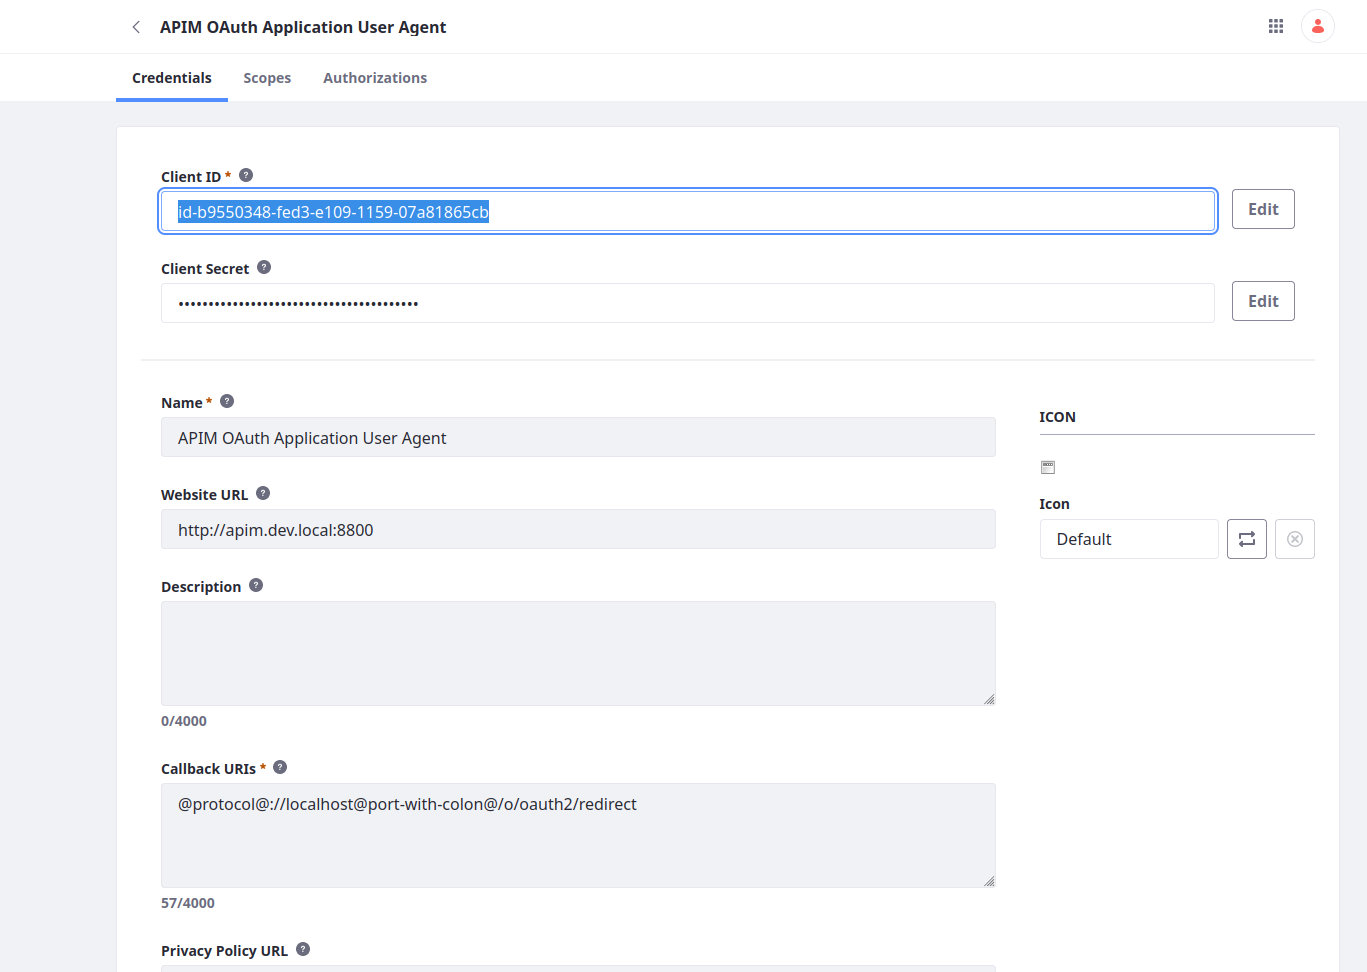 APIM OAuth Application User Agent
Credentials Scopes Authorizations
Client ID * ?
id-b9550348-fed3-e109-1159-07a81865cb
Edit
Client Secret ?
••••••••••••••••••••••••••••••••••••••••
Edit
Name * ?
APIM OAuth Application User Agent
Website URL ?
http://apim.dev.local:8800
Description ?
0/4000
Callback URIs * ?
@protocol@://localhost@port-with-colon@/o/oauth2/redirect
57/4000
Privacy Policy URL ?
ICON
Icon
Default